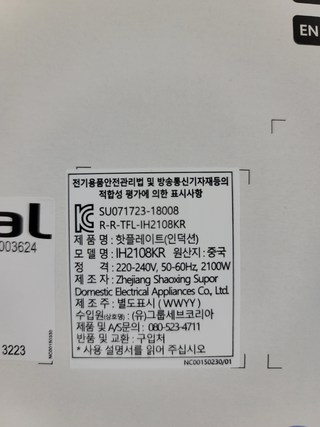 EN
전기용품안전관리법 및 방송통신기자재등의
적합성 평가에 의한 표시사항
SU071723-18008
R-R-TFL-IH2108KR
제 품 명 : 핫플레이트(인덕션)
모 델 명 : IH2108KR 원산지 : 중국
정 격 : 220-240V, 50-60Hz, 2100W
제 조 자 : Zhejiang Shaoxing Supor
Domestic Electrical Appliances Co., Ltd
제 조 년 월 : 별도표시 (WWYY)
수입원(상호명) : (유)그룹세브코리아
제품 및 A/S문의 : 080-523-4711
반품 및 교환 : 구입처
* 사용 설명서를 읽어 주십시오
NC00150230/01
al
003624
3223
NC00150230